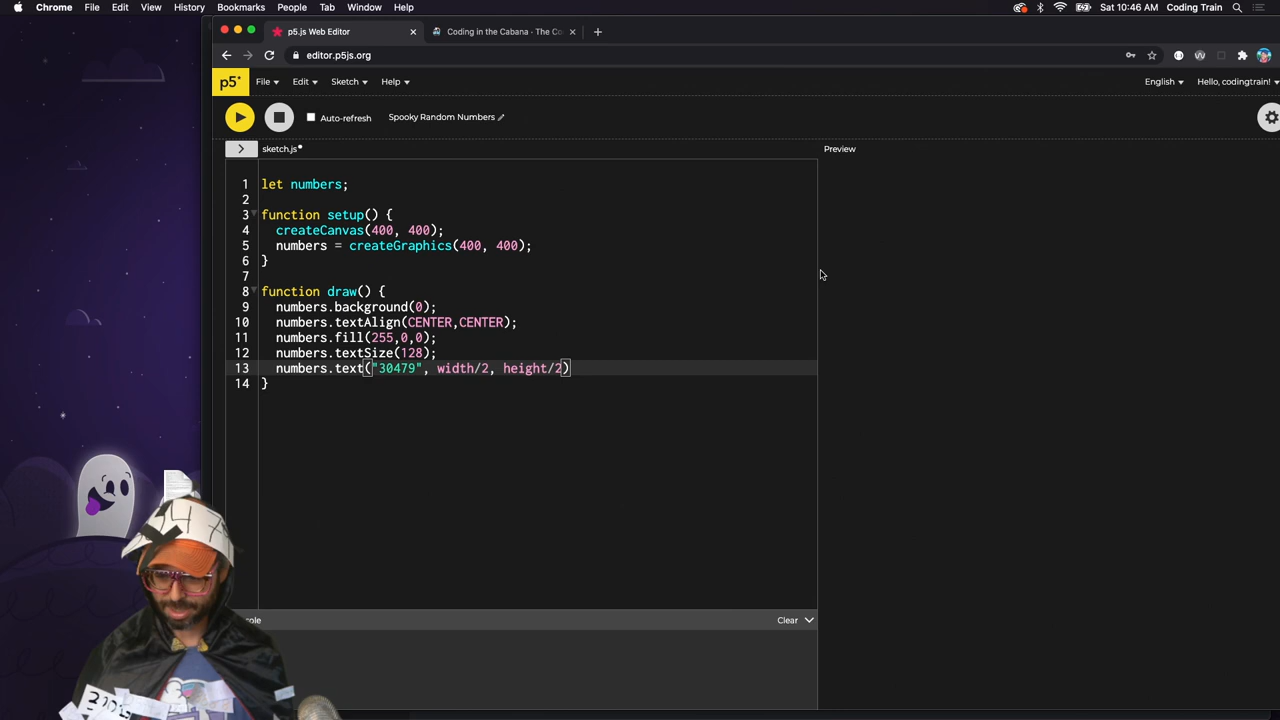 Chrome File Edit View History Bookmarks People Tab Window Help Sat 10:46 AM Coding Train
p5.js Web Editor Coding in the Cabana - The Co
editor.p5js.org
p5* File Edit Sketch Help English Hello, codingtrain!
Auto-refresh Spooky Random Numbers
sketch.js Preview
1 let numbers;
2
3 function setup() {
4 createCanvas(400, 400);
5 numbers = createGraphics(400, 400);
6 }
7
8 function draw() {
9 numbers.background(0);
10 numbers.textAlign(CENTER,CENTER);
11 numbers.fill(255,0,0);
12 numbers.textSize(128);
13 numbers.text("30479", width/2, height/2)
14 }
ole Clear